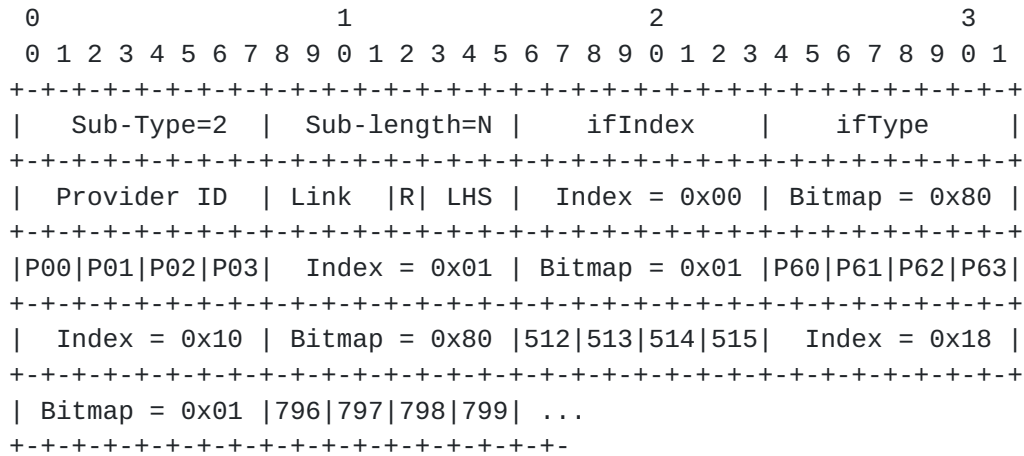 0                   1                   2                   3
 0 1 2 3 4 5 6 7 8 9 0 1 2 3 4 5 6 7 8 9 0 1 2 3 4 5 6 7 8 9 0 1
+-+-+-+-+-+-+-+-+-+-+-+-+-+-+-+-+-+-+-+-+-+-+-+-+-+-+-+-+-+-+-+-+
|   Sub-Type=2  | Sub-length=N |    ifIndex    |    ifType     |
+-+-+-+-+-+-+-+-+-+-+-+-+-+-+-+-+-+-+-+-+-+-+-+-+-+-+-+-+-+-+-+-+
|  Provider ID  | Link  |R| LHS |  Index = 0x00 | Bitmap = 0x80 |
+-+-+-+-+-+-+-+-+-+-+-+-+-+-+-+-+-+-+-+-+-+-+-+-+-+-+-+-+-+-+-+-+
|P00|P01|P02|P03|  Index = 0x01 | Bitmap = 0x01 |P60|P61|P62|P63|
+-+-+-+-+-+-+-+-+-+-+-+-+-+-+-+-+-+-+-+-+-+-+-+-+-+-+-+-+-+-+-+-+
|  Index = 0x10 | Bitmap = 0x80 |512|513|514|515|  Index = 0x18 |
+-+-+-+-+-+-+-+-+-+-+-+-+-+-+-+-+-+-+-+-+-+-+-+-+-+-+-+-+-+-+-+-+
| Bitmap = 0x01 |796|797|798|799| ...
+-+-+-+-+-+-+-+-+-+-+-+-+-+-+-+-+-+-